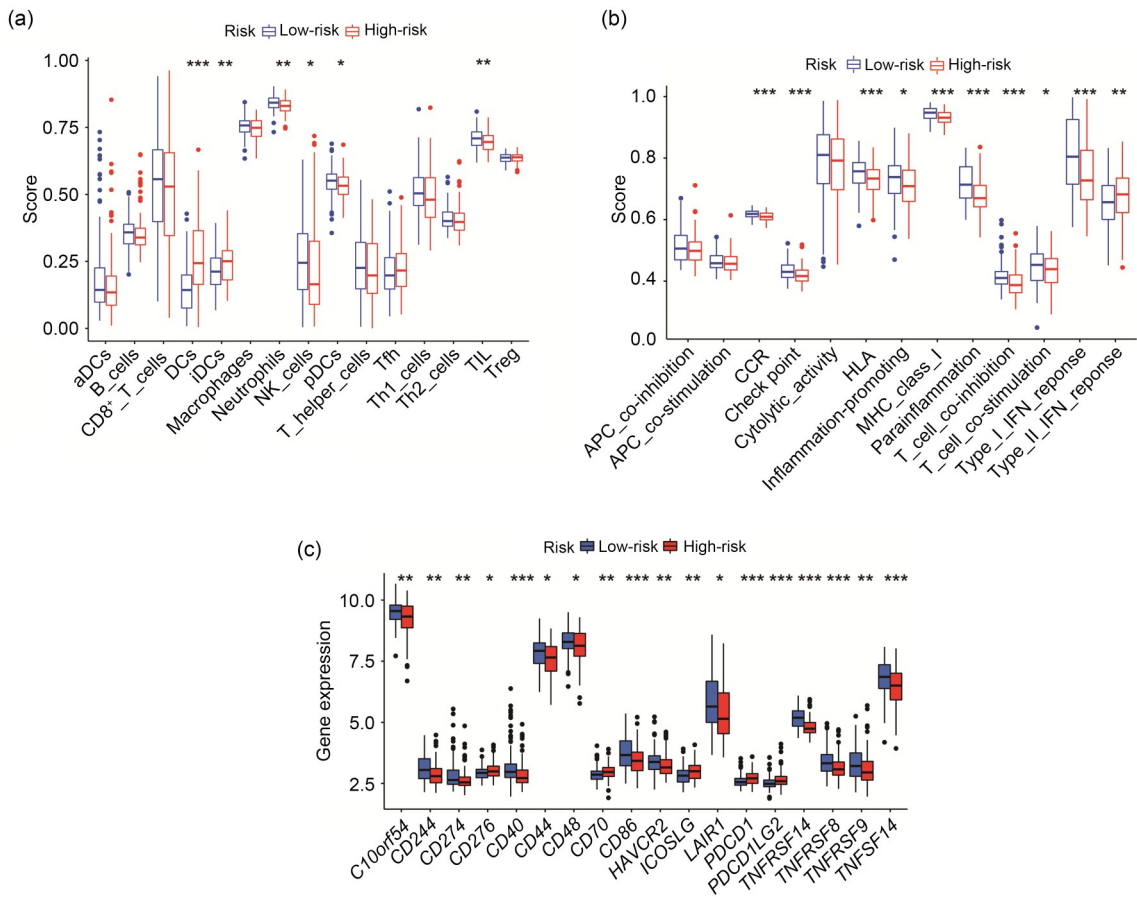 (a)
Risk Low-risk High-risk
1.00
0.75
0.50
0.25
0.00
Score
*** ** ** * * **
aDCs
B_cells
CD8⁺_T_cells
DCs
iDCs
Macrophages
Neutrophils
NK_cells
pDCs
T_helper_cells
Tfh
Th1_cells
Th2_cells
TIL
Treg
(b)
Risk Low-risk High-risk
*** *** *** * *** *** *** * *** **
1.0
0.8
0.6
0.4
0.0
Score
APC_co-inhibition
APC_co-stimulation
CCR
Check point
Cytolytic_activity
HLA
Inflammation-promoting
MHC_class_I
Parainflammation
T_cell_co-inhibition
T_cell_co-stimulation
Type_I_IFN_reponse
Type_II_IFN_reponse
(c)
Risk Low-risk High-risk
** ** ** * *** * * ** *** ** ** * *** *** *** *** ** ***
10.0
7.5
5.0
2.5
Gene expression
C10orf54
CD244
CD274
CD276
CD40
CD44
CD48
CD70
CD86
HAVCR2
ICOSLG
LAIR1
PDCD1
PDCD1LG2
TNFRSF14
TNFRSF8
TNFRSF9
TNFSF14